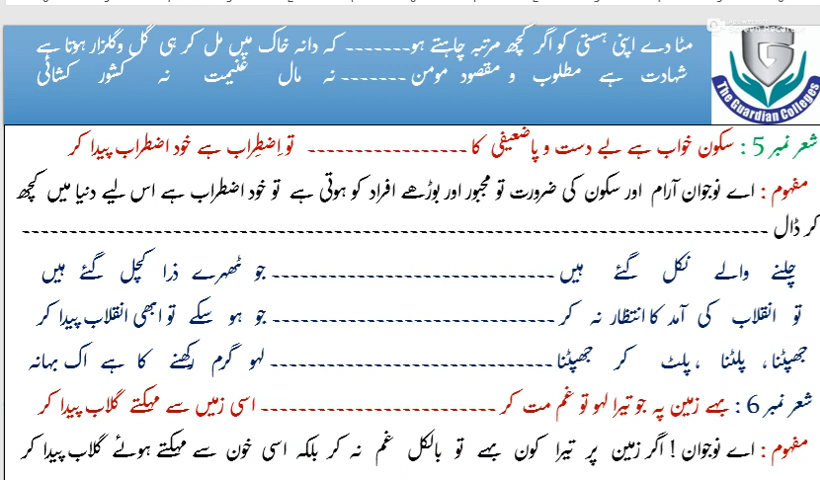 مٹا دے اپنی ہستی کو اگر کچھ مرتبہ چاہتے ہو------- کہ دانہ خاک میں مل کر ہی گل وگلزار ہوتا ہے
شہادت ہے مطلوب و مقصود مومن ------- نہ مال غنیمت نہ کشور کشائی
The Guardian Colleges
شعر نمبر 5 : سکون خواب ہے بے دست و پاضعیفی کا ----------------- تو اِضطِراب ہے خود اضطراب پیدا کر
مفہوم : اے نوجوان آرام اور سکون کی ضرورت تو مجبور اور بوڑھے افراد کو ہوتی ہے تو خود اضطراب ہے اس لیے دنیا میں کچھ
کر ڈال --------------------------------------------------------------------------------
چلنے والے نکل گئے ہیں ------------------------------ جو ٹھہرے ذرا کچل گئے ہیں
تو انقلاب کی آمد کا انتظار نہ کر ------------------------------ جو ہو سکے تو ابھی انقلاب پیدا کر
جھپٹنا، پلٹنا ، پلٹ کر جھپٹنا ------------------------------ لہو گرم رکھنے کا ہے اک بہانہ
شعر نمبر 6 : بہے زمین پہ جو تیرا لہو تو غم مت کر ------------------------- اسی زمیں سے مہکتے گلاب پیدا کر
مفہوم : اے نوجوان ! اگر زمین پر تیرا کون بہے تو بالکل غم نہ کر بلکہ اسی خون سے مہکتے ہوئے گلاب پیدا کر